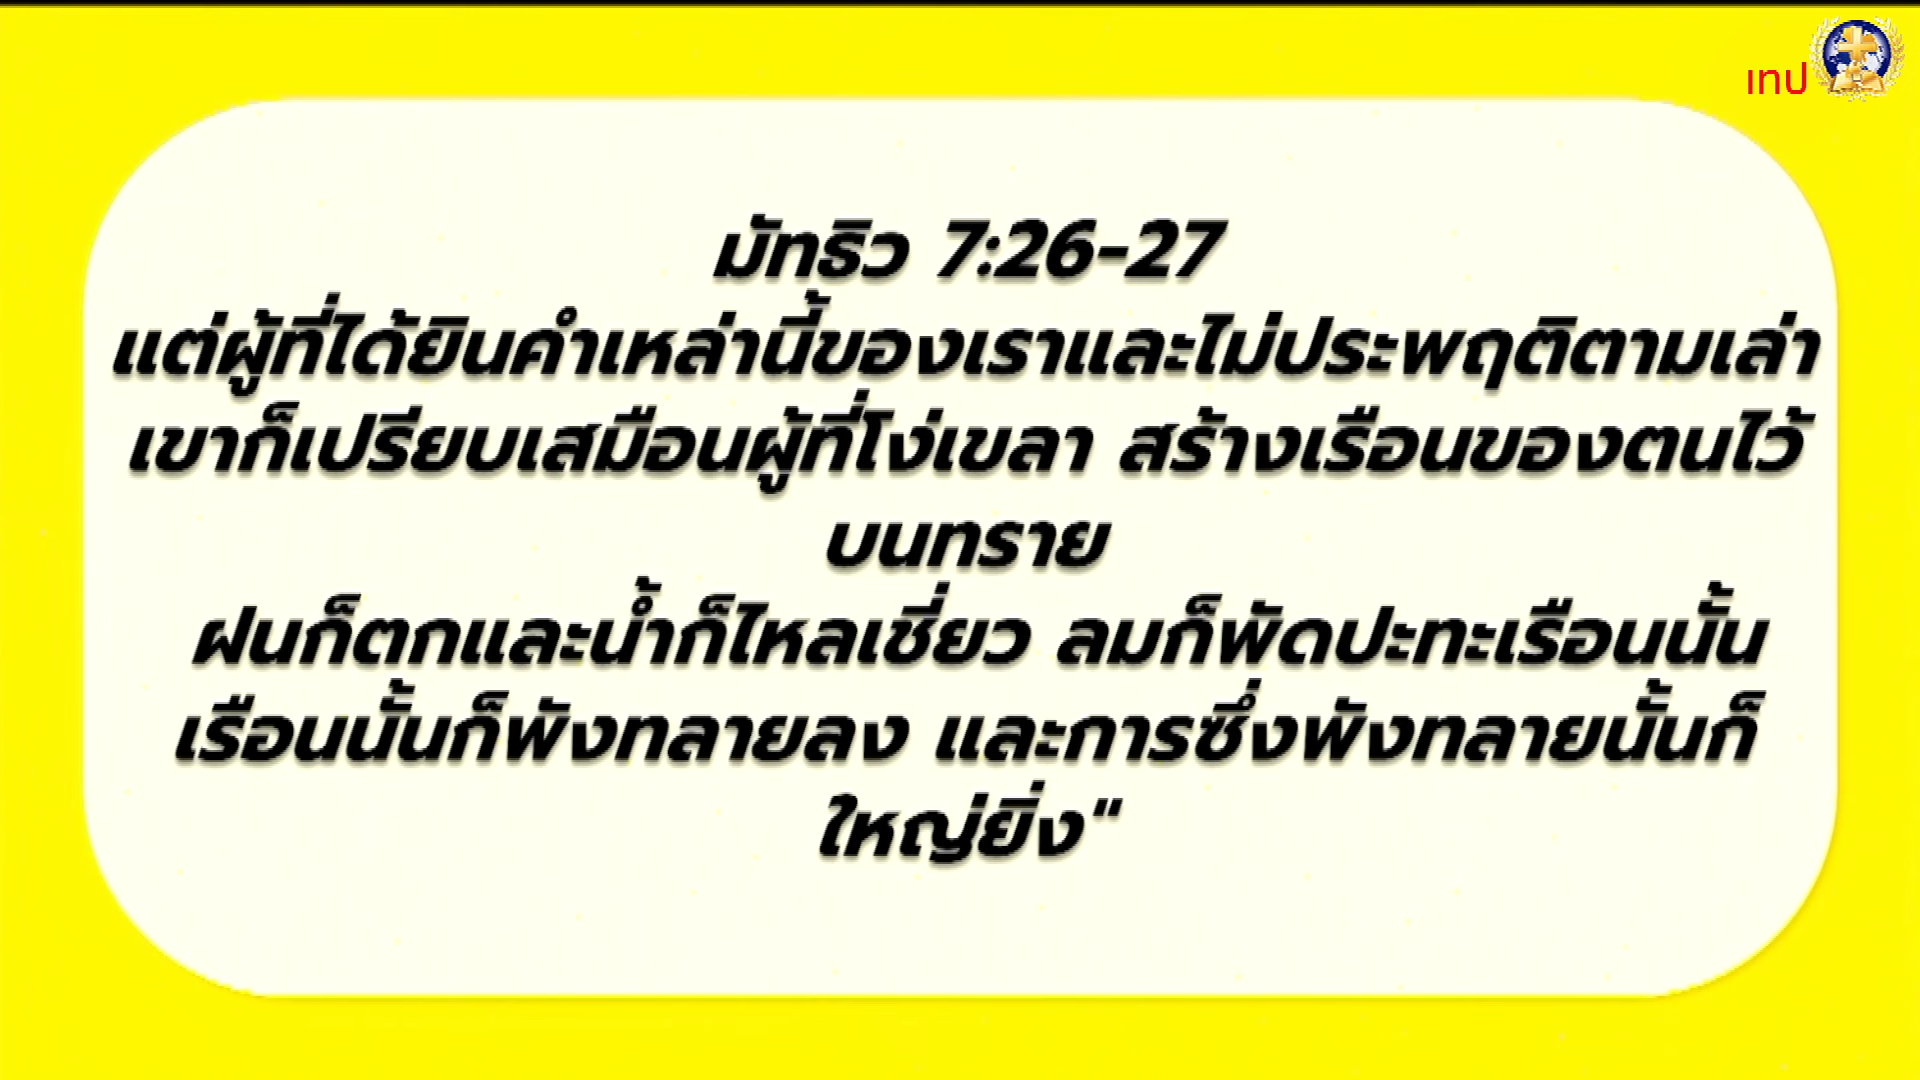 เทป
มัทธิว 7:26-27
แต่ผู้ที่ได้ยินคำเหล่านี้ของเราและไม่ประพฤติตามเล่า
เขาก็เปรียบเสมือนผู้ที่โง่เขลา สร้างเรือนของตนไว้
บนทราย
ฝนก็ตกและน้ำก็ไหลเชี่ยว ลมก็พัดปะทะเรือนนั้น
เรือนนั้นก็พังทลายลง และการซึ่งพังทลายนั้นก็
ใหญ่ยิ่ง"